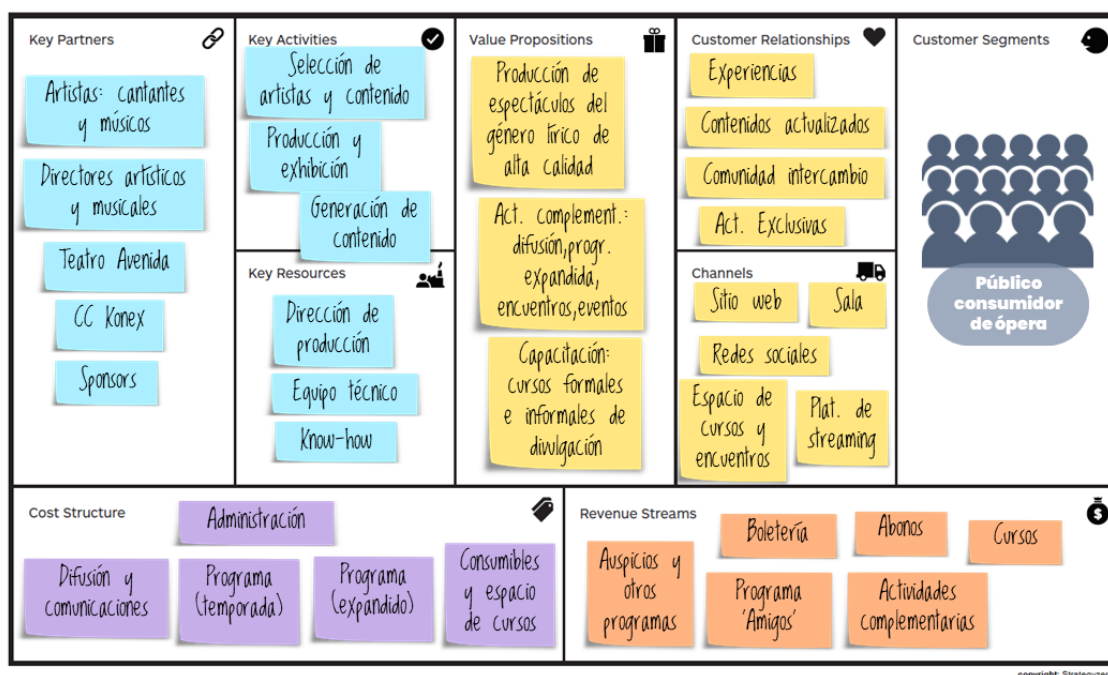 Key Partners
Artistas: cantantes
y músicos
Directores artísticos
y musicales
Teatro Avenida
CC Konex
Sponsors
Key Activities
Selección de
artistas y contenido
Producción y
exhibición
Generación de
contenido
Key Resources
Dirección de
producción
Equipo técnico
Know-how
Value Propositions
Producción de
espectáculos del
género lírico de
alta calidad
Act. complement.:
difusión,progr.
expandida,
encuentros,eventos
Capacitación:
cursos formales
e informales de
divulgación
Customer Relationships
Experiencias
Contenidos actualizados
Comunidad intercambio
Act. Exclusivas
Channels
Sitio web
Sala
Redes sociales
Espacio de
cursos y
encuentros
Plat. de
streaming
Customer Segments
Público
consumidor
de ópera
Cost Structure
Administración
Difusión y
comunicaciones
Programa
(temporada)
Programa
(expandido)
Consumibles
y espacio
de cursos
Revenue Streams
Auspicios y
otros
programas
Boletería
Abonos
Cursos
Programa
'Amigos'
Actividades
complementarias
copyright: Strategyzer